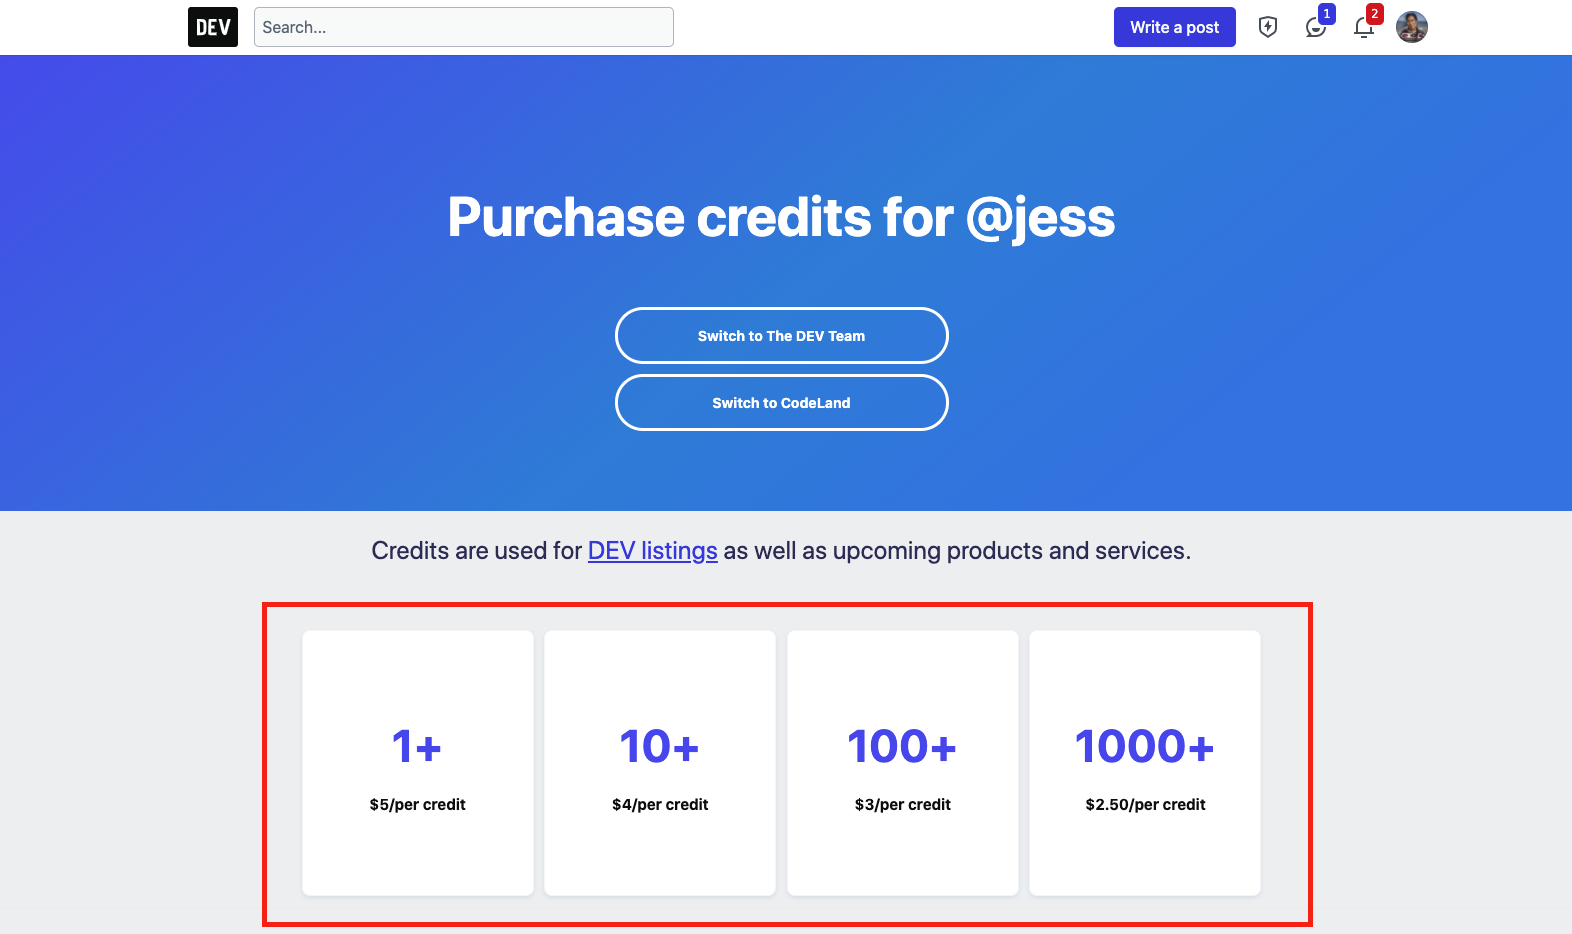 DEV
Search...
Write a post
1
2
Purchase credits for @jess
Switch to The DEV Team
Switch to CodeLand
Credits are used for DEV listings as well as upcoming products and services.
1+
$5/per credit
10+
$4/per credit
100+
$3/per credit
1000+
$2.50/per credit